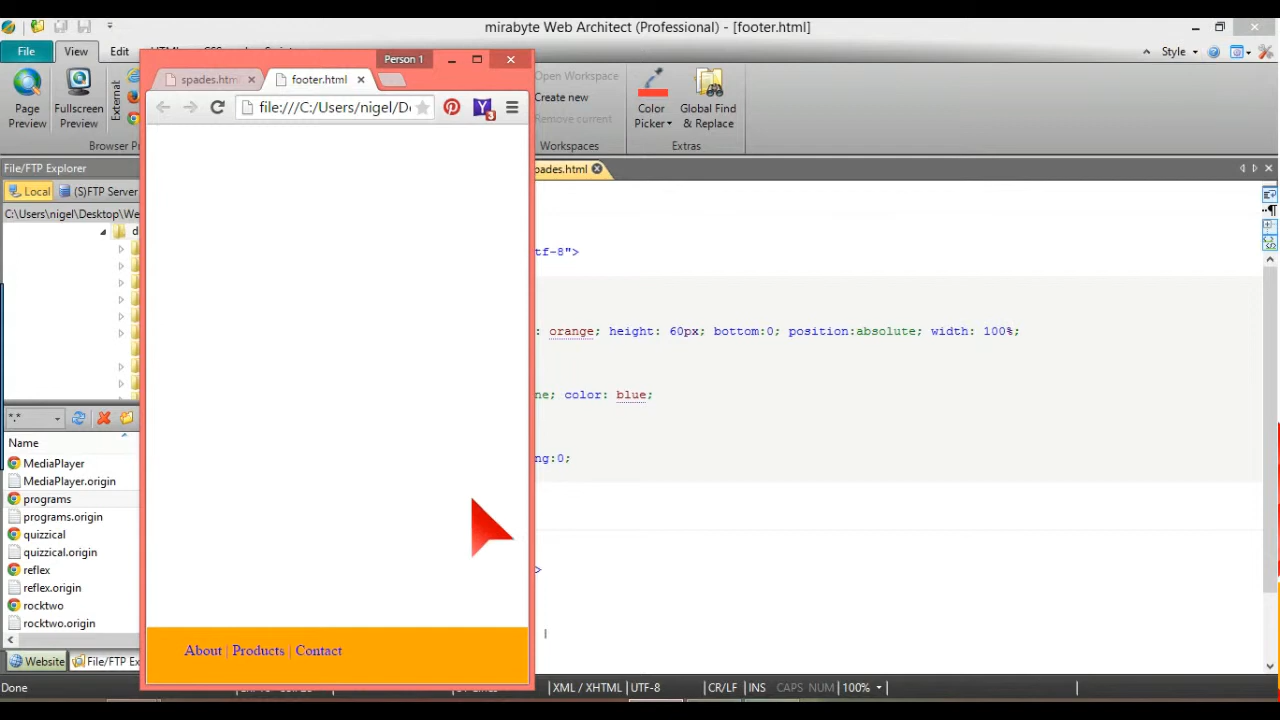 mirabyte Web Architect (Professional) - [footer.html]
File View Edit Style
Person 1
spades.htm footer.html
file:///C:/Users/nigel/D
3
Page Preview
Fullscreen Preview
External
Browser P
Open Workspace
Create new
Remove current
Workspaces
Color Picker
Global Find & Replace
Extras
File/FTP Explorer
Local (S)FTP Server
C:\Users\nigel\Desktop\We
pades.html
tf-8">
: orange; height: 60px; bottom:0; position:absolute; width: 100%;
ne; color: blue;
ng:0;
>
*.*
Name
MediaPlayer
MediaPlayer.origin
programs
programs.origin
quizzical
quizzical.origin
reflex
reflex.origin
rocktwo
rocktwo.origin
About | Products | Contact
Website File/FTP Ex
Done XML / XHTML UTF-8 CR/LF INS CAPS NUM 100%